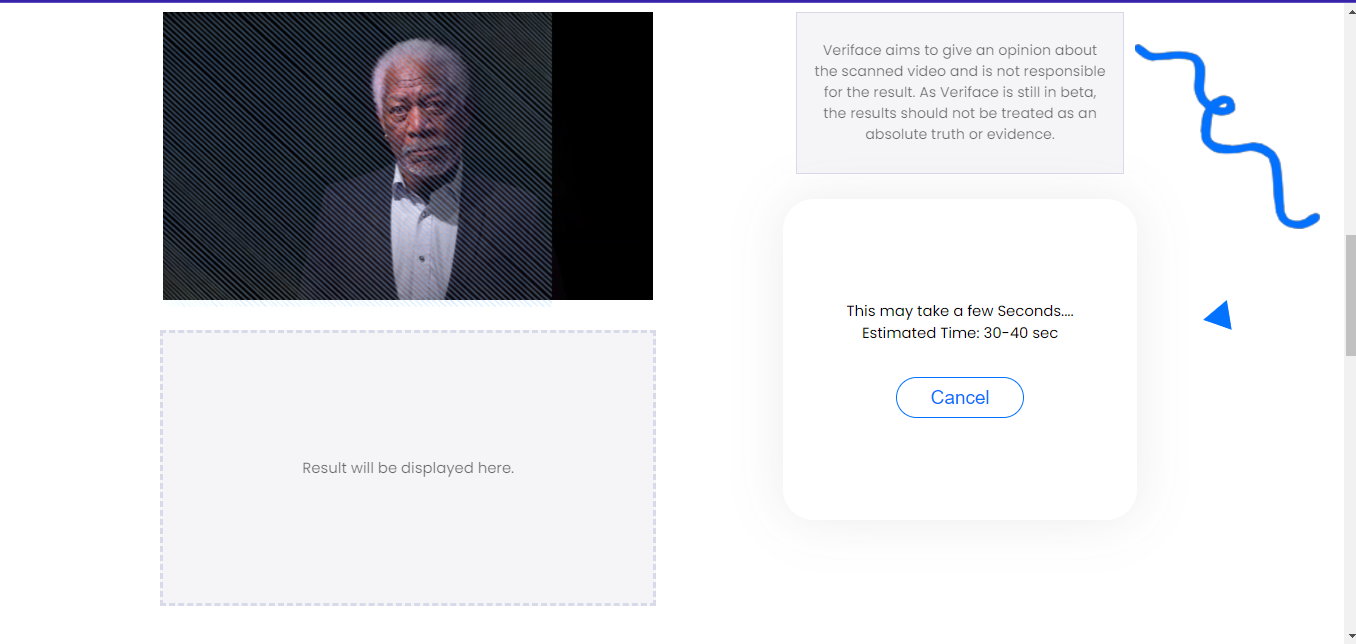 Veriface aims to give an opinion about
the scanned video and is not responsible
for the result. As Veriface is still in beta,
the results should not be treated as an
absolute truth or evidence.
This may take a few Seconds....
Estimated Time: 30-40 sec
Cancel
Result will be displayed here.